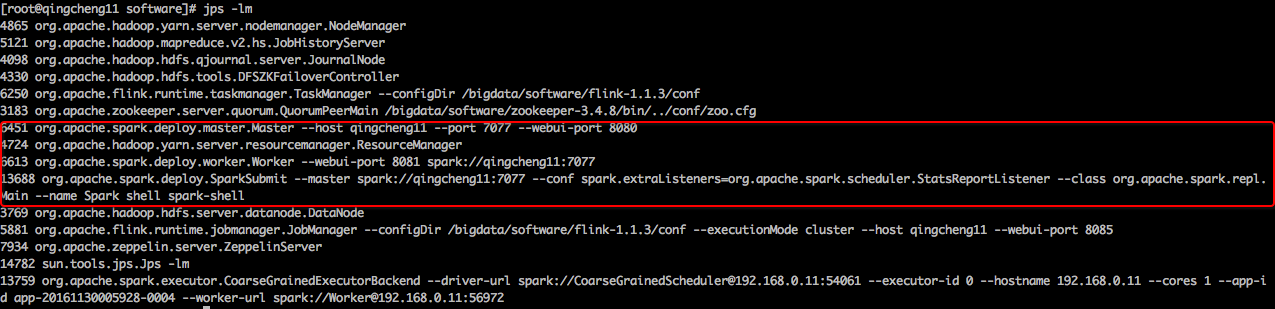 [root@qingcheng11 software]# jps -lm
4865 org.apache.hadoop.yarn.server.nodemanager.NodeManager
5121 org.apache.hadoop.mapreduce.v2.hs.JobHistoryServer
4098 org.apache.hadoop.hdfs.qjournal.server.JournalNode
4330 org.apache.hadoop.hdfs.tools.DFSZKFailoverController
6250 org.apache.flink.runtime.taskmanager.TaskManager --configDir /bigdata/software/flink-1.1.3/conf
3183 org.apache.zookeeper.server.quorum.QuorumPeerMain /bigdata/software/zookeeper-3.4.8/bin/../conf/zoo.cfg
6451 org.apache.spark.deploy.master.Master --host qingcheng11 --port 7077 --webui-port 8080
4724 org.apache.hadoop.yarn.server.resourcemanager.ResourceManager
6613 org.apache.spark.deploy.worker.Worker --webui-port 8081 spark://qingcheng11:7077
13688 org.apache.spark.deploy.SparkSubmit --master spark://qingcheng11:7077 --conf spark.extraListeners=org.apache.spark.scheduler.StatsReportListener --class org.apache.spark.repl.
Main --name Spark shell spark-shell
3769 org.apache.hadoop.hdfs.server.datanode.DataNode
5881 org.apache.flink.runtime.jobmanager.JobManager --configDir /bigdata/software/flink-1.1.3/conf --executionMode cluster --host qingcheng11 --webui-port 8085
7934 org.apache.zeppelin.server.ZeppelinServer
14782 sun.tools.jps.Jps -lm
13759 org.apache.spark.executor.CoarseGrainedExecutorBackend --driver-url spark://CoarseGrainedScheduler@192.168.0.11:54061 --executor-id 0 --hostname 192.168.0.11 --cores 1 --app-i
d app-20161130005928-0004 --worker-url spark://Worker@192.168.0.11:56972